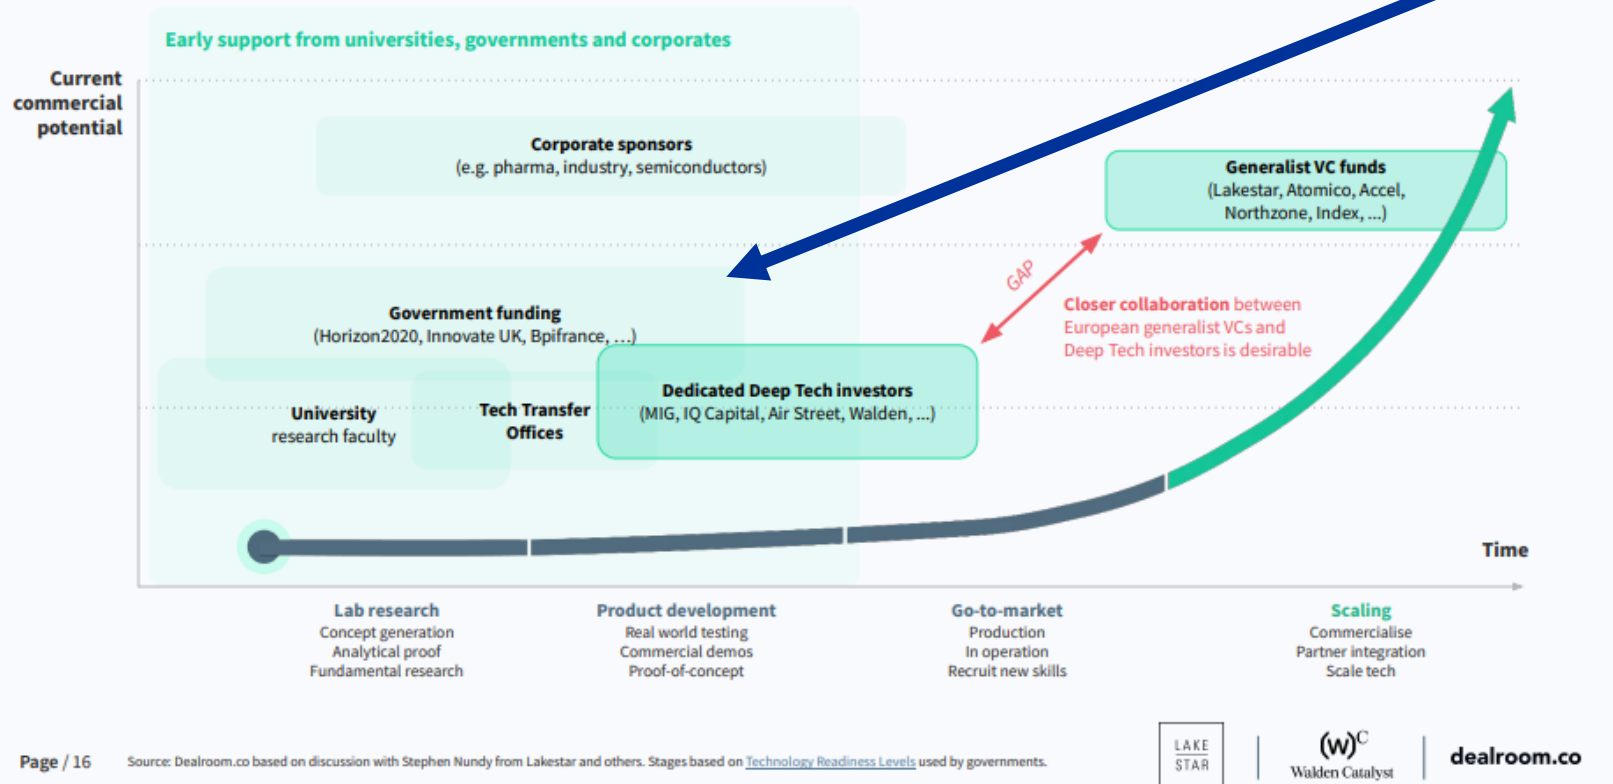 Early support from universities, governments and corporates
Current
commercial
potential
Corporate sponsors
(e.g. pharma, industry, semiconductors)
Generalist VC funds
(Lakestar, Atomico, Accel,
Northzone, Index, ...)
GAP
Closer collaboration between
European generalist VCs and
Deep Tech investors is desirable
Government funding
(Horizon2020, Innovate UK, Bpifrance, ...)
Dedicated Deep Tech investors
(MIG, IQ Capital, Air Street, Walden, ...)
University
research faculty
Tech Transfer
Offices
Time
Lab research
Concept generation
Analytical proof
Fundamental research
Product development
Real world testing
Commercial demos
Proof-of-concept
Go-to-market
Production
In operation
Recruit new skills
Scaling
Commercialise
Partner integration
Scale tech
Page / 16
Source: Dealroom.co based on discussion with Stephen Nundy from Lakestar and others. Stages based on Technology Readiness Levels used by governments.
LAKE
STAR
(w)C
Walden Catalyst
dealroom.co